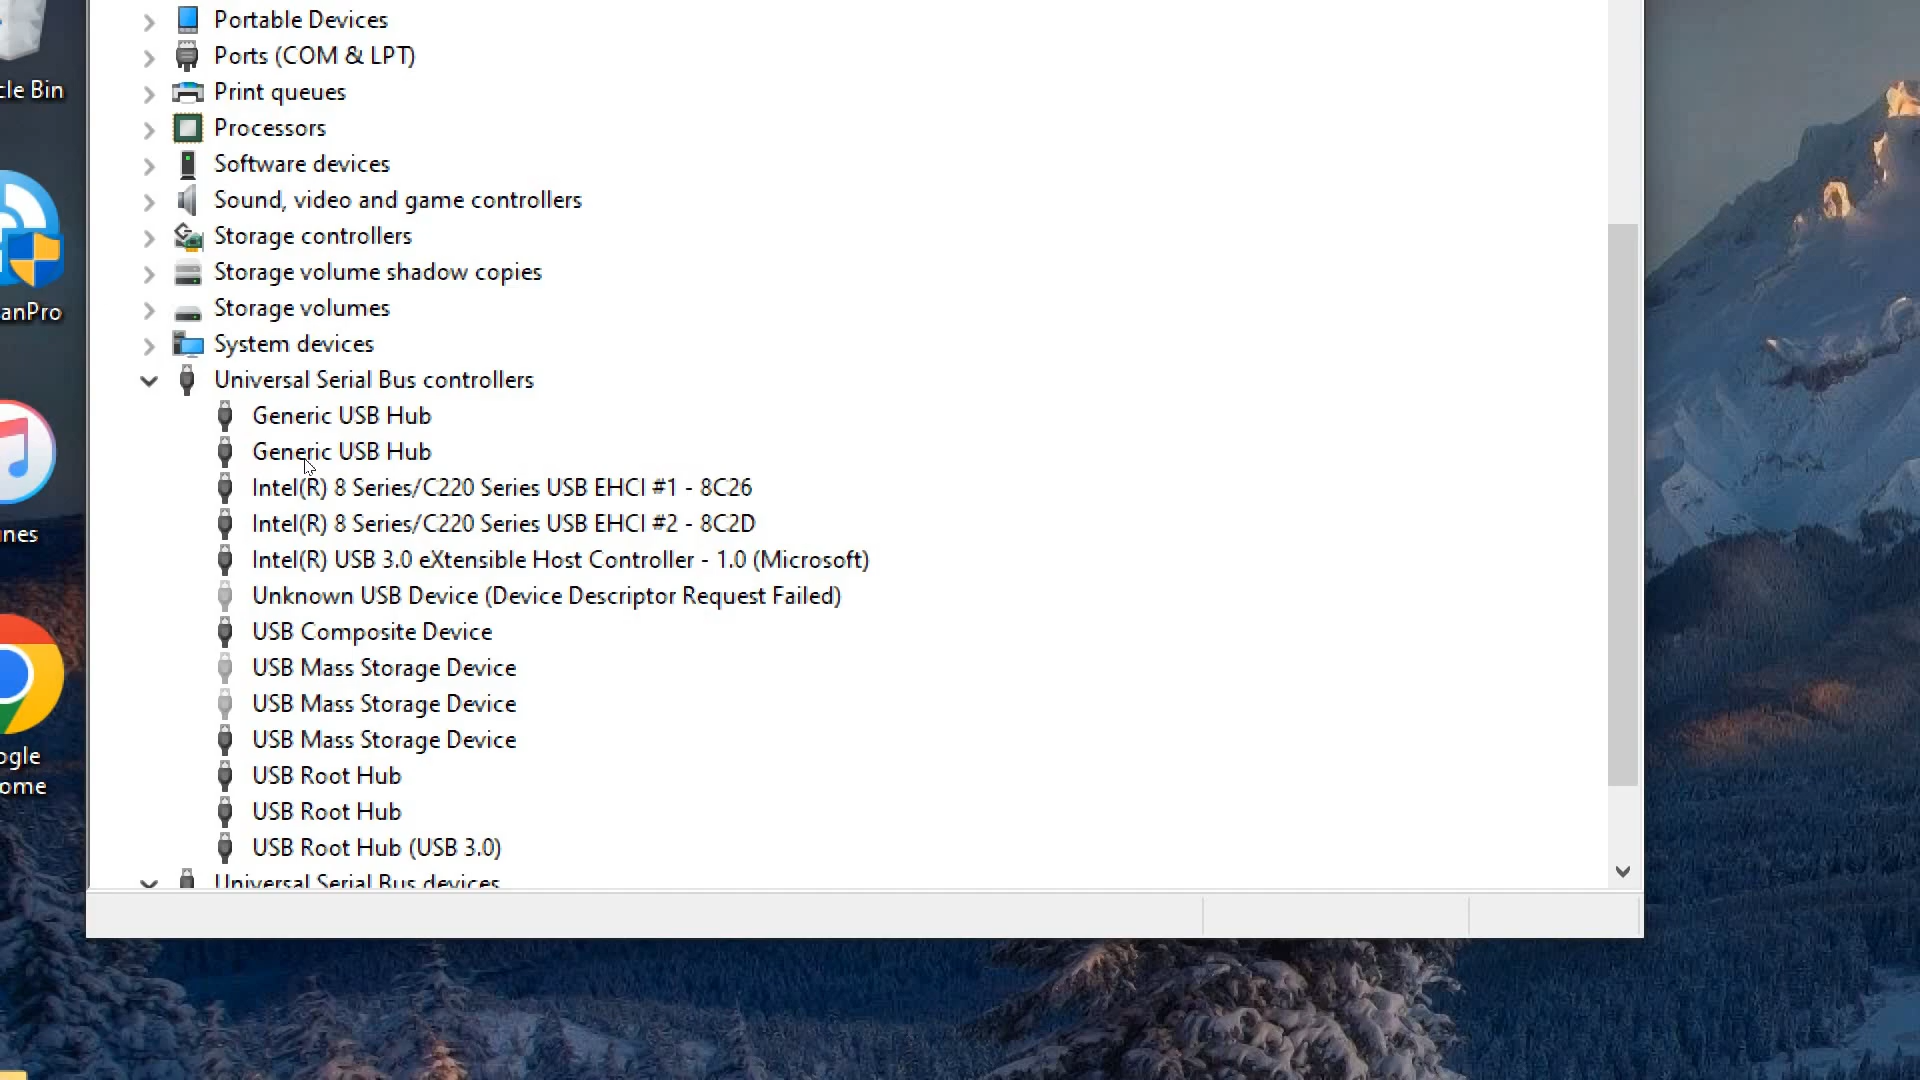 Portable Devices
Ports (COM & LPT)
Print queues
Processors
Software devices
Sound, video and game controllers
Storage controllers
Storage volume shadow copies
Storage volumes
System devices
Universal Serial Bus controllers
Generic USB Hub
Generic USB Hub
Intel(R) 8 Series/C220 Series USB EHCI #1 - 8C26
Intel(R) 8 Series/C220 Series USB EHCI #2 - 8C2D
Intel(R) USB 3.0 eXtensible Host Controller - 1.0 (Microsoft)
Unknown USB Device (Device Descriptor Request Failed)
USB Composite Device
USB Mass Storage Device
USB Mass Storage Device
USB Mass Storage Device
USB Root Hub
USB Root Hub
USB Root Hub (USB 3.0)
Universal Serial Bus devices
cle Bin
anPro
nes
ogle
ome